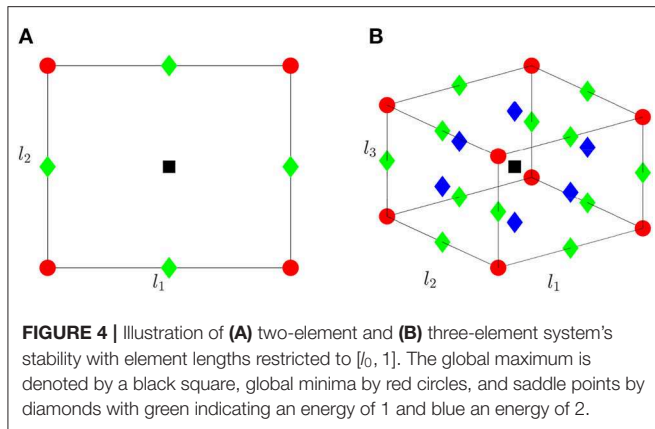 A
B
l2
l1
l3
l2
l1
FIGURE 4 | Illustration of (A) two-element and (B) three-element system's
stability with element lengths restricted to [l0, 1]. The global maximum is
denoted by a black square, global minima by red circles, and saddle points by
diamonds with green indicating an energy of 1 and blue an energy of 2.